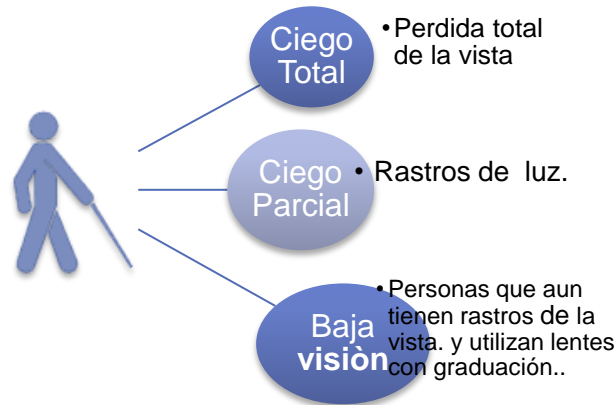 Ciego
Total
•Perdida total
de la vista
Ciego
Parcial
• Rastros de luz.
Baja
visiòn
•Personas que aun
tienen rastros de la
vista. y utilizan lentes
con graduación..